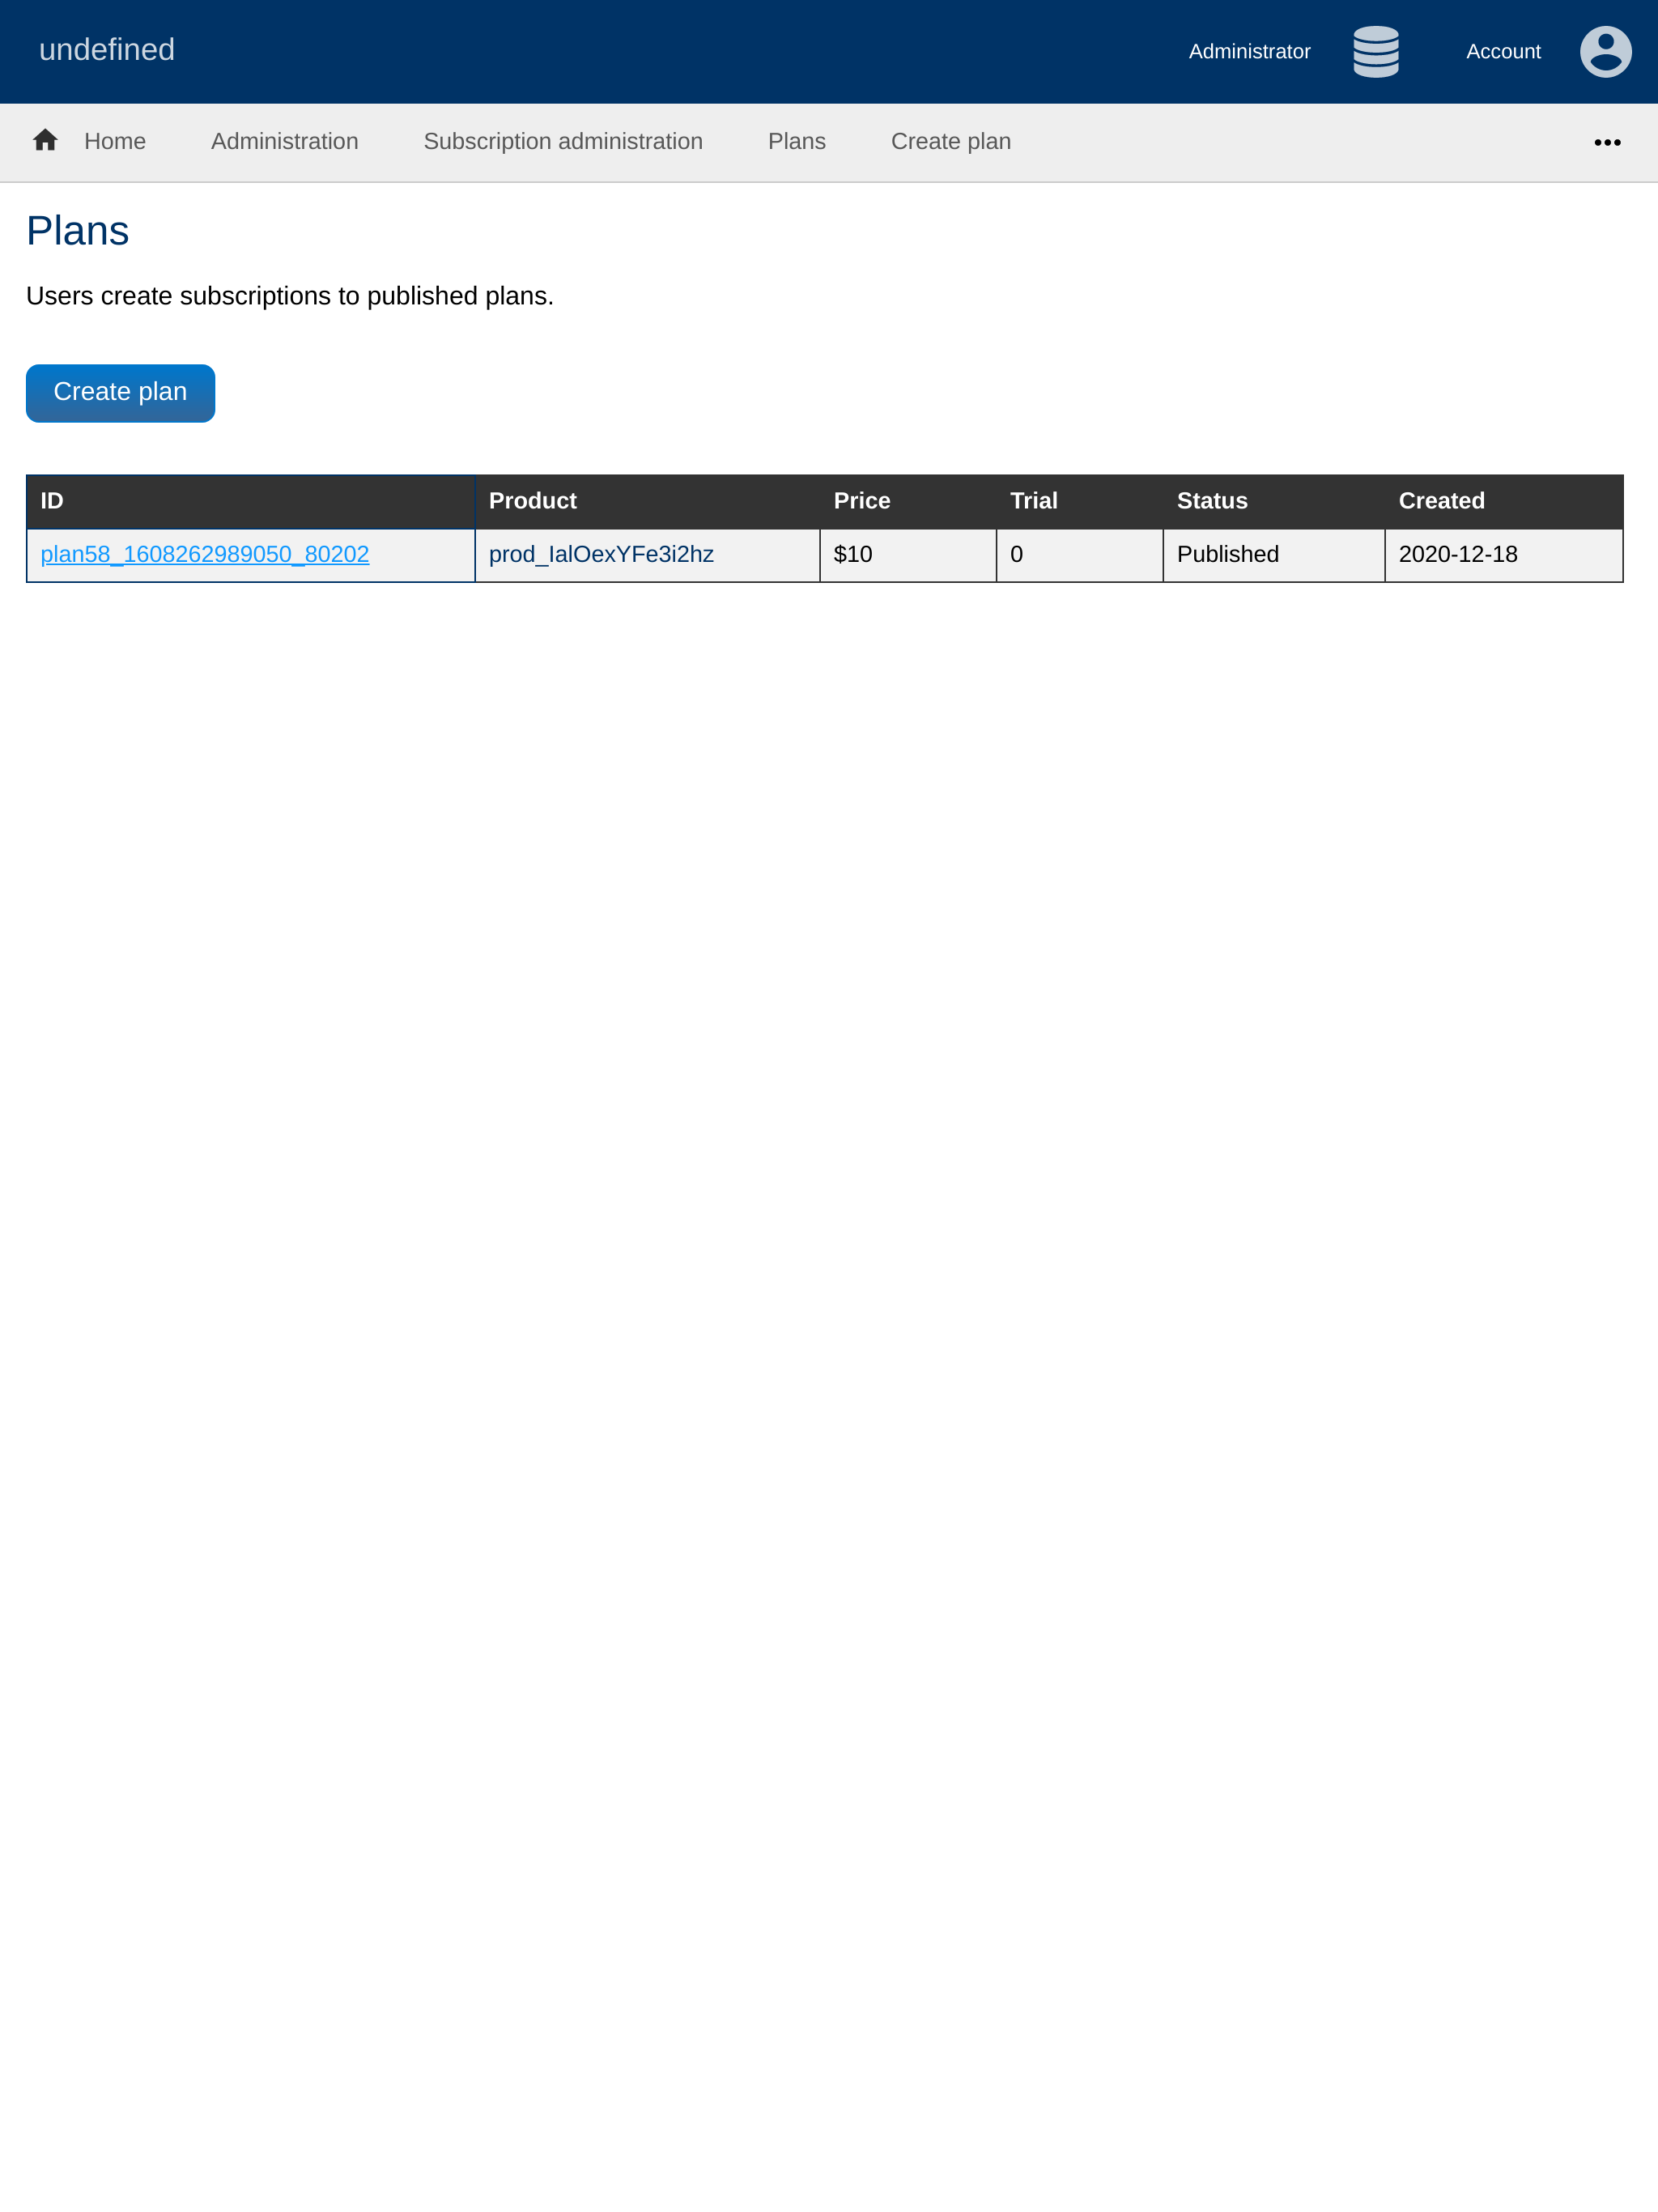 undefined
Administrator Account
Home Administration Subscription administration Plans Create plan
Plans
Users create subscriptions to published plans.
Create plan
ID Product Price Trial Status Created
plan58_1608262989050_80202 prod_IalOexYFe3i2hz $10 0 Published 2020-12-18